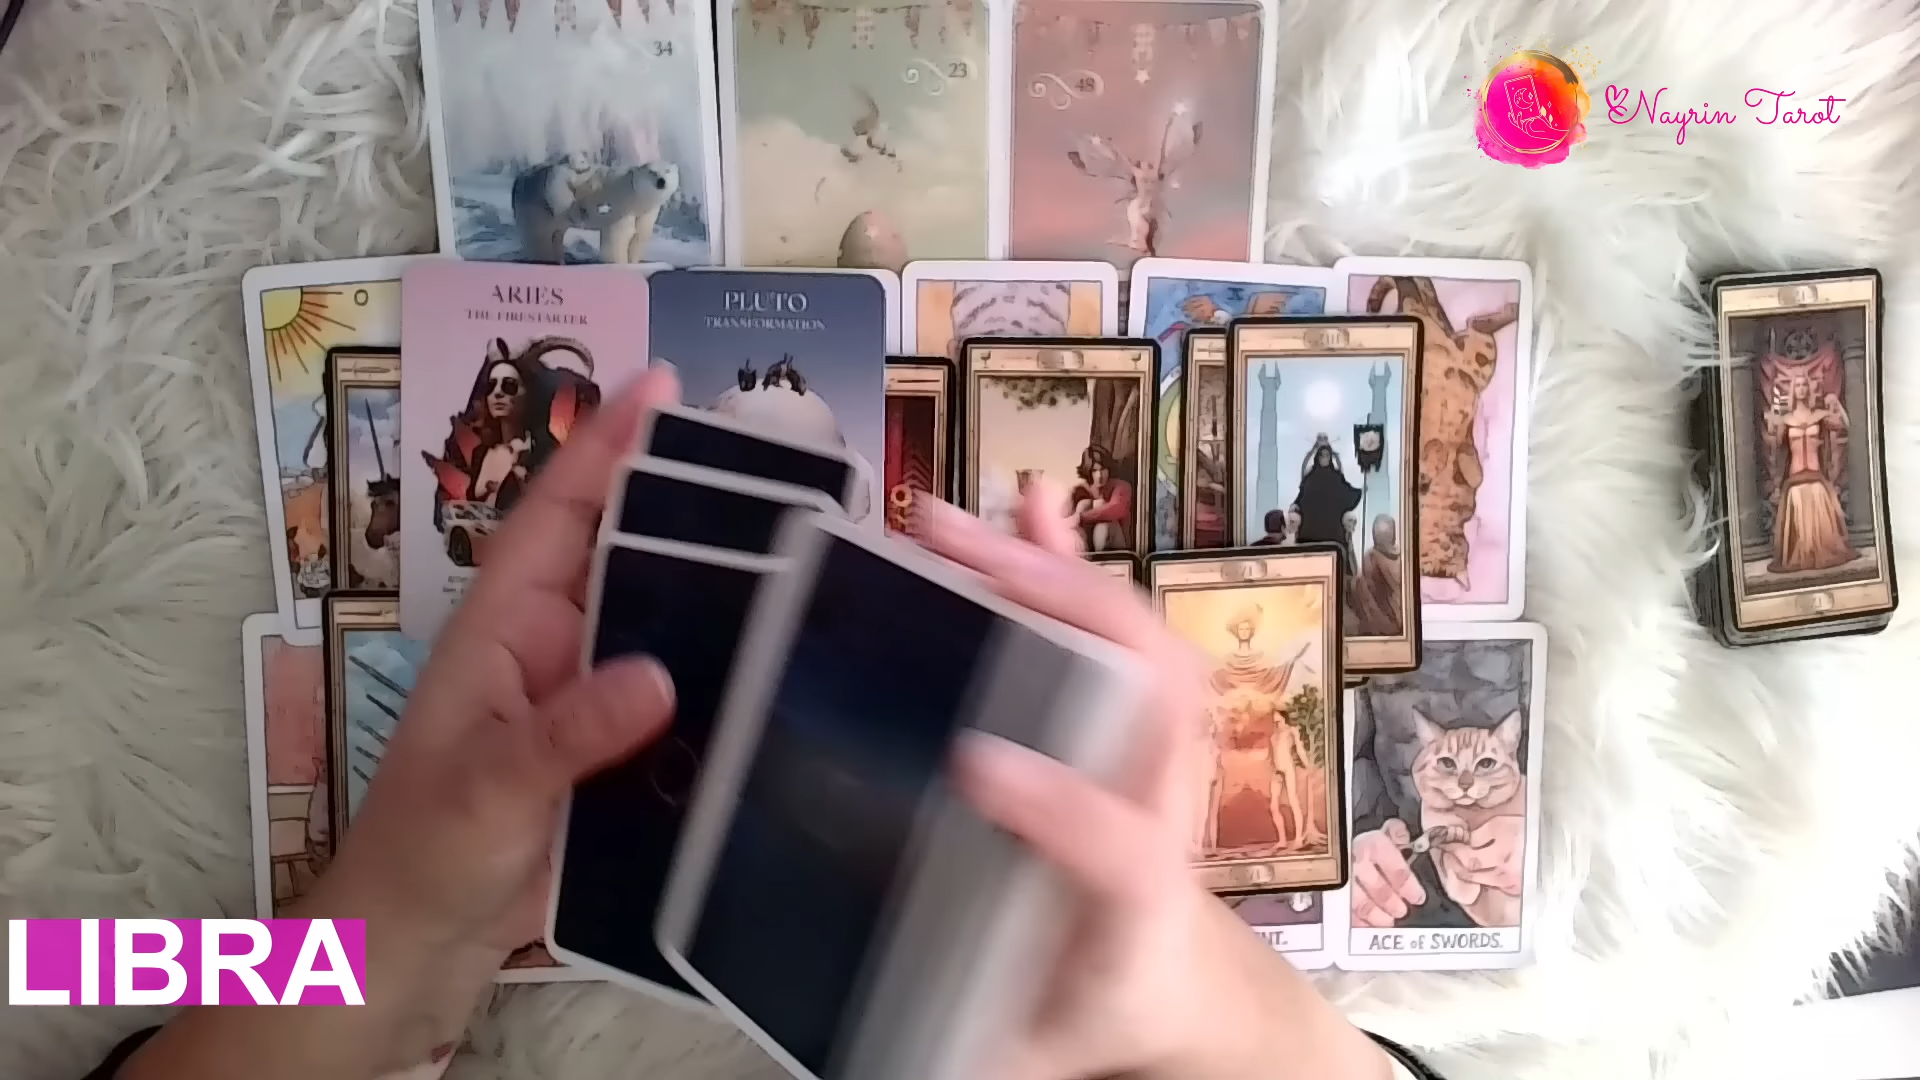 34
23
48
Nayrin Tarot
ARIES
THE FIRESTARTER
PLUTO
TRANSFORMATION
ACE of SWORDS.
LIBRA